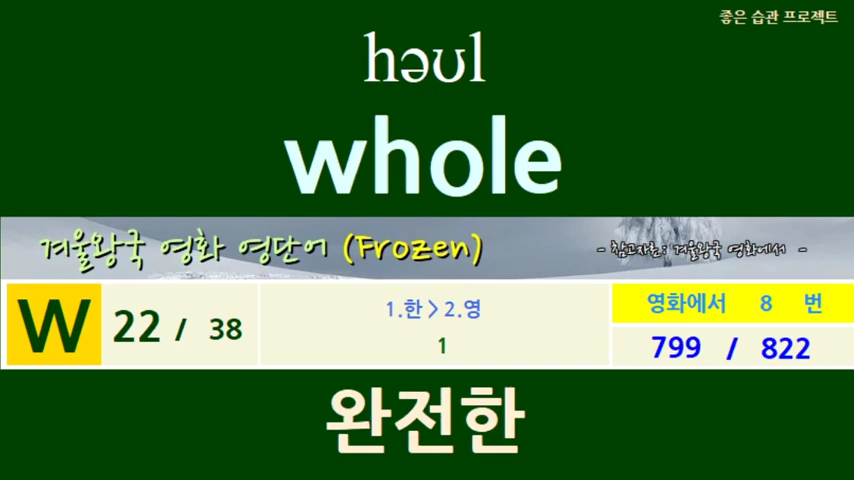 좋은 습관 프로젝트
həʊl
whole
겨울왕국 영화 영단어 (Frozen)
- 참고자료: 겨울왕국 영화에서 -
W 22 / 38
1.한 > 2.영
1
영화에서 8 번
799 / 822
완전한